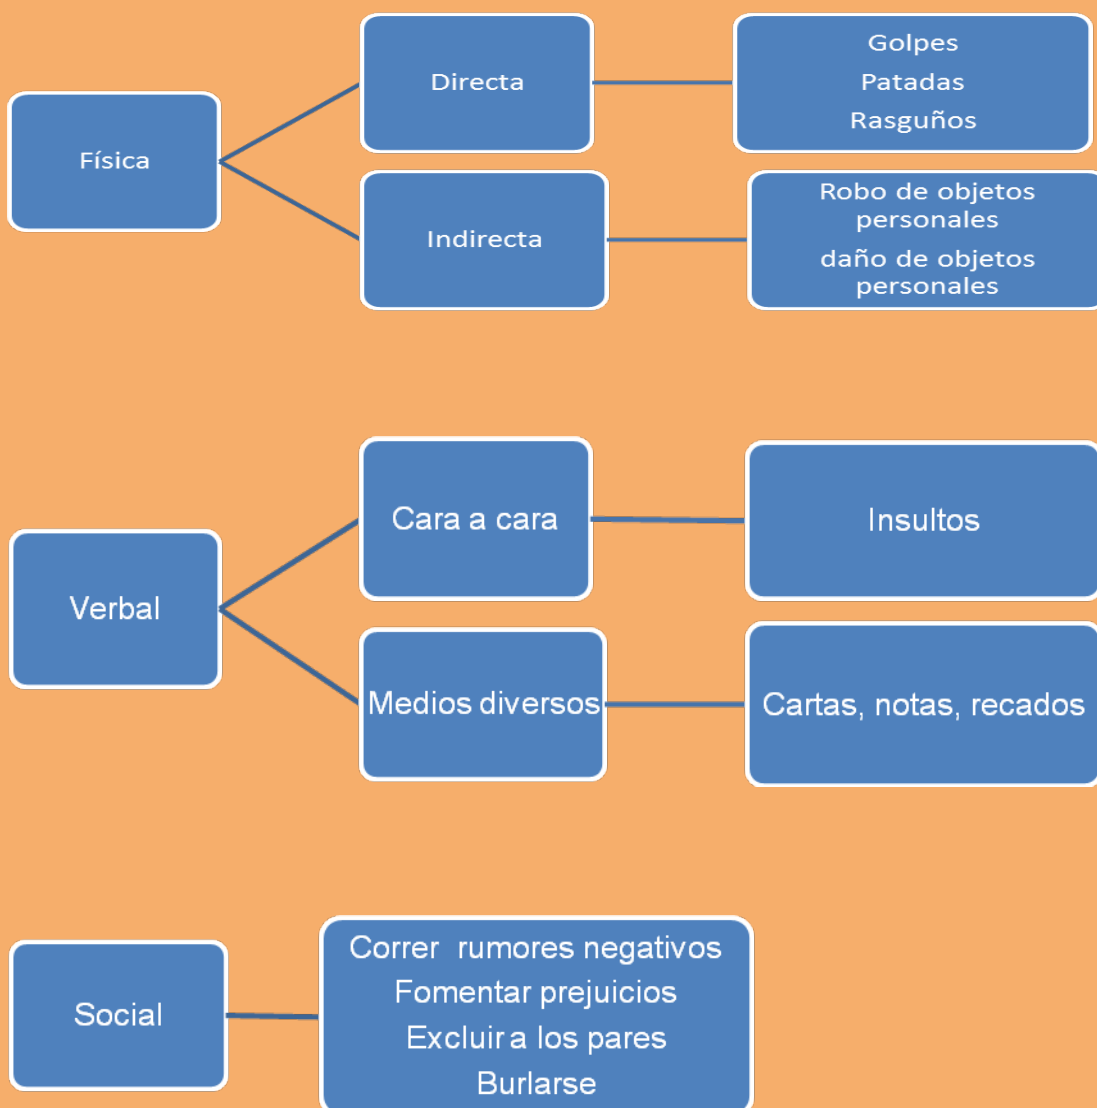 Física
Directa
Golpes
Patadas
Rasguños
Indirecta
Robo de objetos
personales
daño de objetos
personales
Verbal
Cara a cara
Insultos
Medios diversos
Cartas, notas, recados
Social
Correr rumores negativos
Fomentar prejuicios
Excluir a los pares
Burlarse